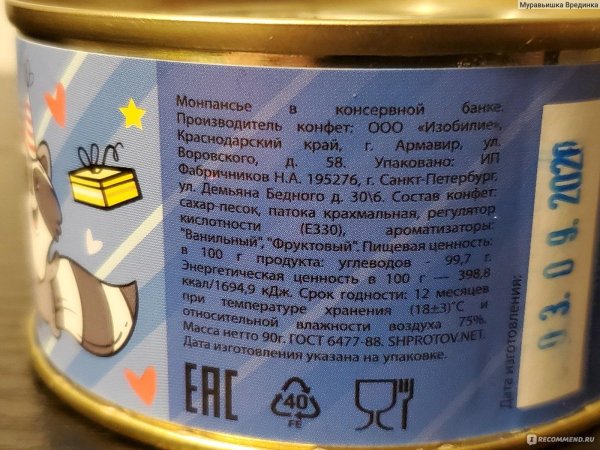 Муравьишка Врединка
Монпансье в консервной банке.
Производитель конфет: ООО «Изобилие»,
Краснодарский край, г. Армавир, ул.
Воровского, д. 58. Упаковано: ИП
Фабричников Н.А. 195276, г. Санкт-Петербург,
ул. Демьяна Бедного д. 30\6. Состав конфет:
сахар-песок, патока крахмальная, регулятор
кислотности (Е330), ароматизаторы:
"Ванильный", "Фруктовый". Пищевая ценность:
в 100 г продукта: углеводов - 99,7 г.
Энергетическая ценность в 100 г — 398,8
ккал/1694,9 кДж. Срок годности: 12 месяцев
при температуре хранения (18±3)°С и
относительной влажности воздуха 75%.
Масса нетто 90г. ГОСТ 6477-88. SHPROTOV.NET.
Дата изготовления указана на упаковке.
Дата изготовления:
03.09.2020
EAC
40
FE
IRECOMMEND.RU